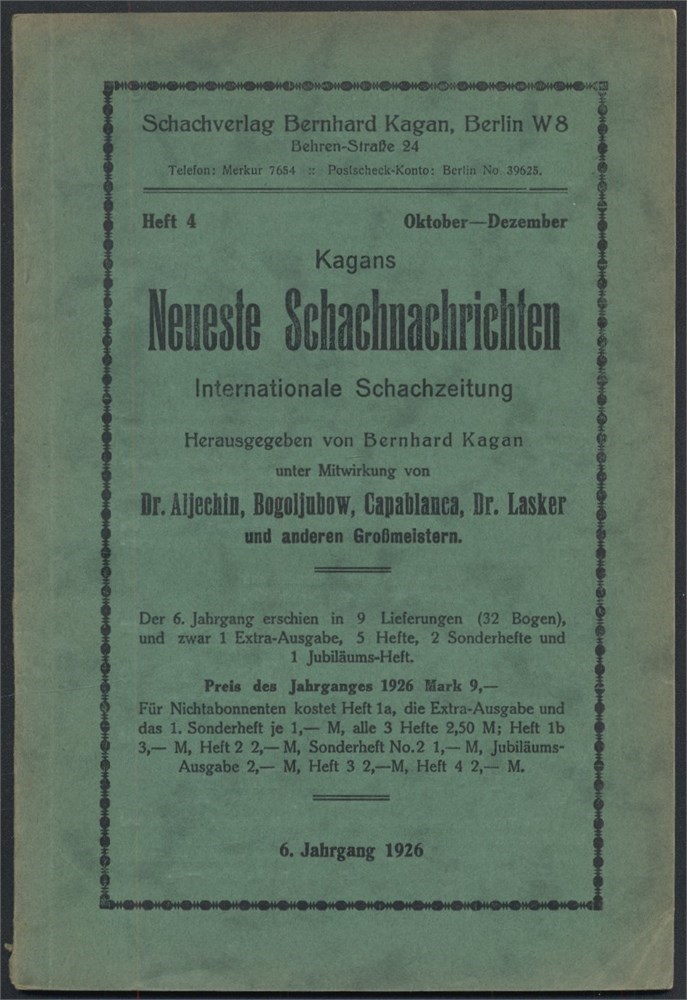 Schachverlag Bernhard Kagan, Berlin W 8
Behren-Straße 24
Telefon: Merkur 7654 :: Postscheck-Konto: Berlin No. 39625.
Heft 4 Oktober—Dezember
Kagans
Neueste Schachnachrichten
Internationale Schachzeitung
Herausgegeben von Bernhard Kagan
unter Mitwirkung von
Dr. Aljechin, Bogoljubow, Capablanca, Dr. Lasker
und anderen Großmeistern.
Der 6. Jahrgang erschien in 9 Lieferungen (32 Bogen),
und zwar 1 Extra-Ausgabe, 5 Hefte, 2 Sonderhefte und
1 Jubiläums-Heft.
Preis des Jahrganges 1926 Mark 9,—
Für Nichtabonnenten kostet Heft 1a, die Extra-Ausgabe und
das 1. Sonderheft je 1,— M, alle 3 Hefte 2,50 M; Heft 1b
3,— M, Heft 2 2,— M, Sonderheft No. 2 1,— M, Jubiläums-
Ausgabe 2,— M, Heft 3 2,—M, Heft 4 2,— M.
6. Jahrgang 1926